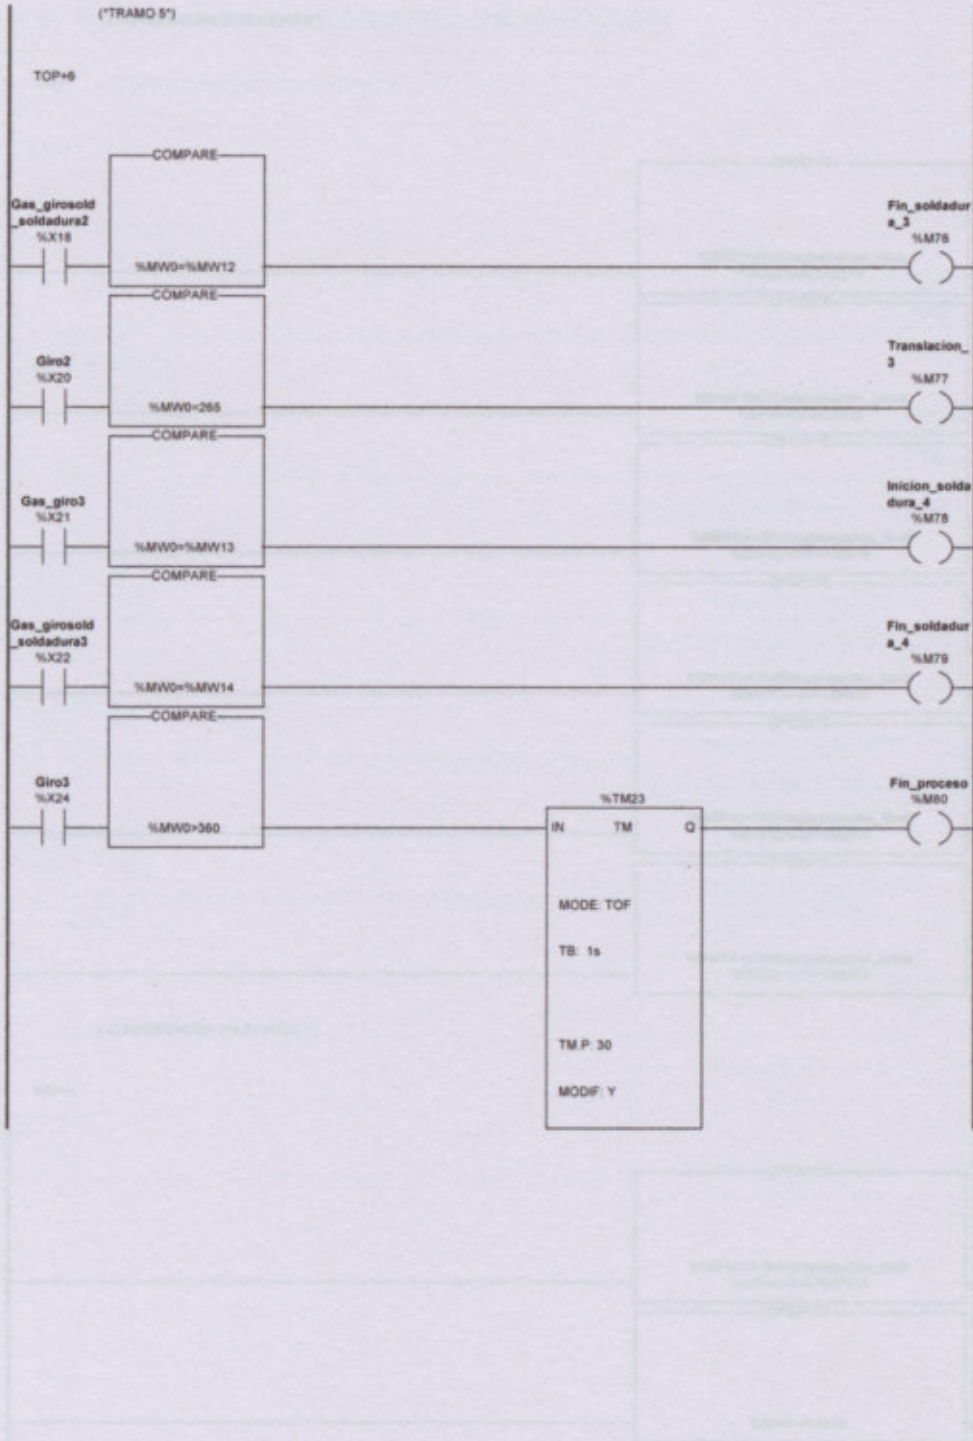 (*TRAMO 5*)
TOP+6
COMPARE
Gas_girosold
_soldadura2
%X18
%MW0=%MW12
Fin_soldadur
a_3
%M76
COMPARE
Giro2
%X20
%MW0=265
Translacion_
3
%M77
COMPARE
Gas_giro3
%X21
%MW0=%MW13
Inicion_solda
dura_4
%M78
COMPARE
Gas_girosold
_soldadura3
%X22
%MW0=%MW14
Fin_soldadur
a_4
%M79
COMPARE
Giro3
%X24
%MW0>360
%TM23
IN TM Q
MODE: TOF
TB: 1s
TM.P: 30
MODIF: Y
Fin_proceso
%M80